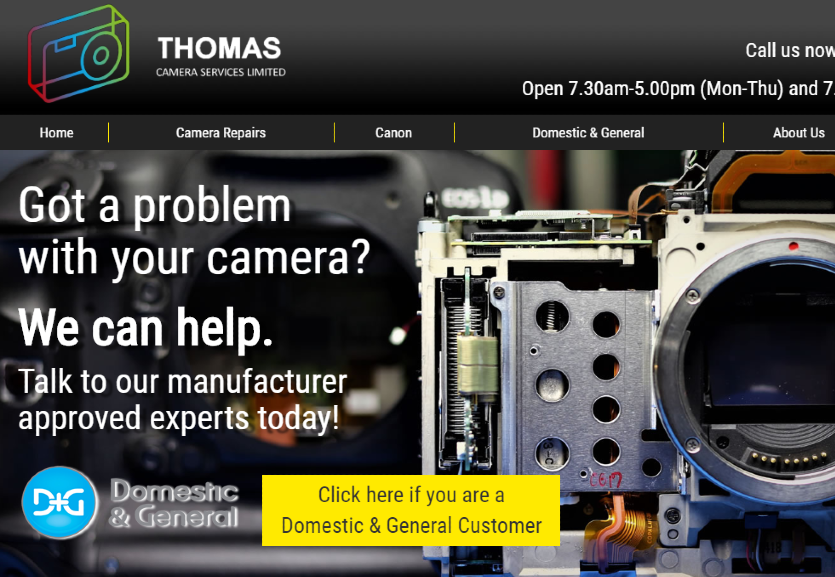 THOMAS
CAMERA SERVICES LIMITED
Call us now
Open 7.30am-5.00pm (Mon-Thu) and 7.
Home
Camera Repairs
Canon
Domestic & General
About Us
Got a problem
with your camera?
We can help.
Talk to our manufacturer
approved experts today!
D+G
Domestic
& General
Click here if you are a
Domestic & General Customer